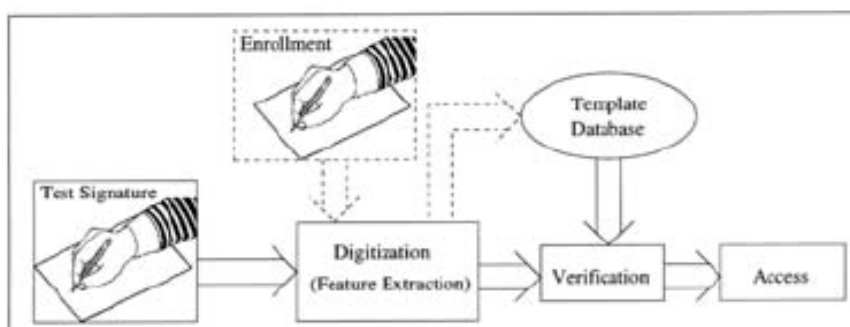 Enrollment
Template
Database
Test Signature
Digitization
(Feature Extraction)
Verification
Access